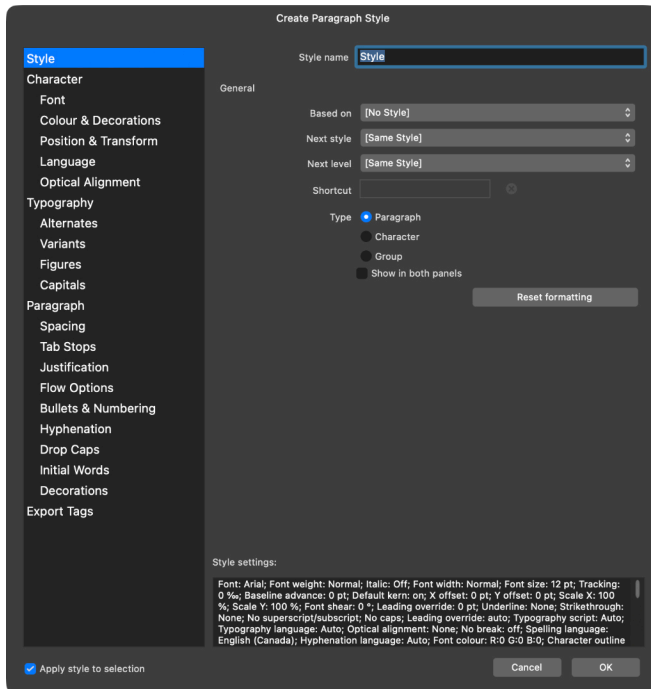 Create Paragraph Style
Style
Character
Font
Colour & Decorations
Position & Transform
Language
Optical Alignment
Typography
Alternates
Variants
Figures
Capitals
Paragraph
Spacing
Tab Stops
Justification
Flow Options
Bullets & Numbering
Hyphenation
Drop Caps
Initial Words
Decorations
Export Tags
Style name Style
General
Based on [No Style]
Next style [Same Style]
Next level [Same Style]
Shortcut
Type Paragraph
Character
Group
Show in both panels
Reset formatting
Style settings:
Font: Arial; Font weight: Normal; Italic: Off; Font width: Normal; Font size: 12 pt; Tracking:
0 ‰; Baseline advance: 0 pt; Default kern: on; X offset: 0 pt; Y offset: 0 pt; Scale X: 100
%; Scale Y: 100 %; Font shear: 0 °; Leading override: 0 pt; Underline: None; Strikethrough:
None; No superscript/subscript; No caps; Leading override: auto; Typography script: Auto;
Typography language: Auto; Optical alignment: None; No break: off; Spelling language:
English (Canada); Hyphenation language: Auto; Font colour: R:0 G:0 B:0; Character outline
Apply style to selection
Cancel
OK